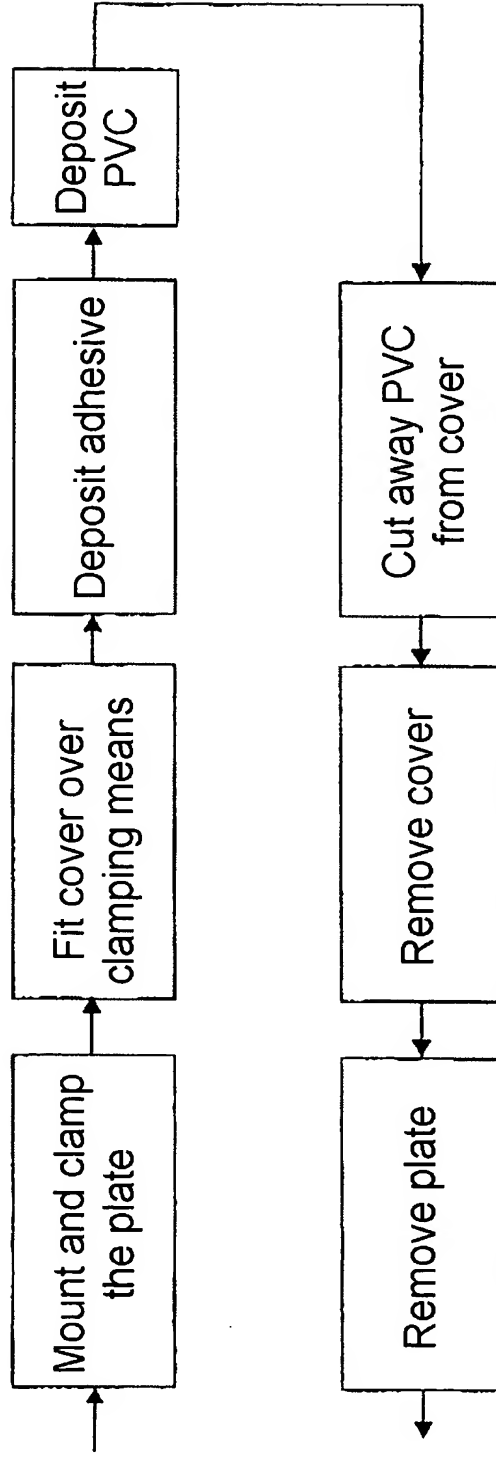 Mount and clamp
the plate
Fit cover over
clamping means
Deposit adhesive
Deposit
PVC
Cut away PVC
from cover
Remove cover
Remove plate